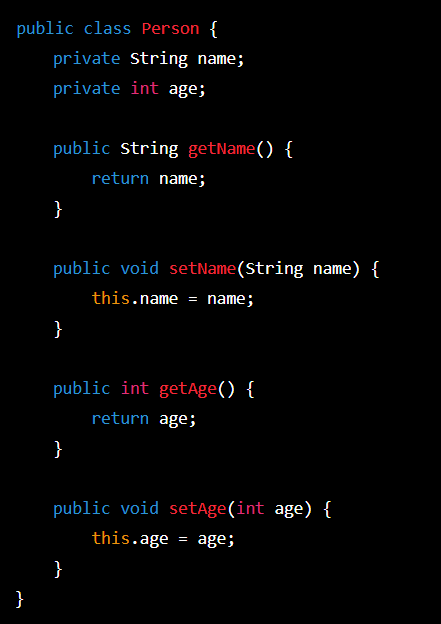 public class Person {
    private String name;
    private int age;

    public String getName() {
        return name;
    }

    public void setName(String name) {
        this.name = name;
    }

    public int getAge() {
        return age;
    }

    public void setAge(int age) {
        this.age = age;
    }
}